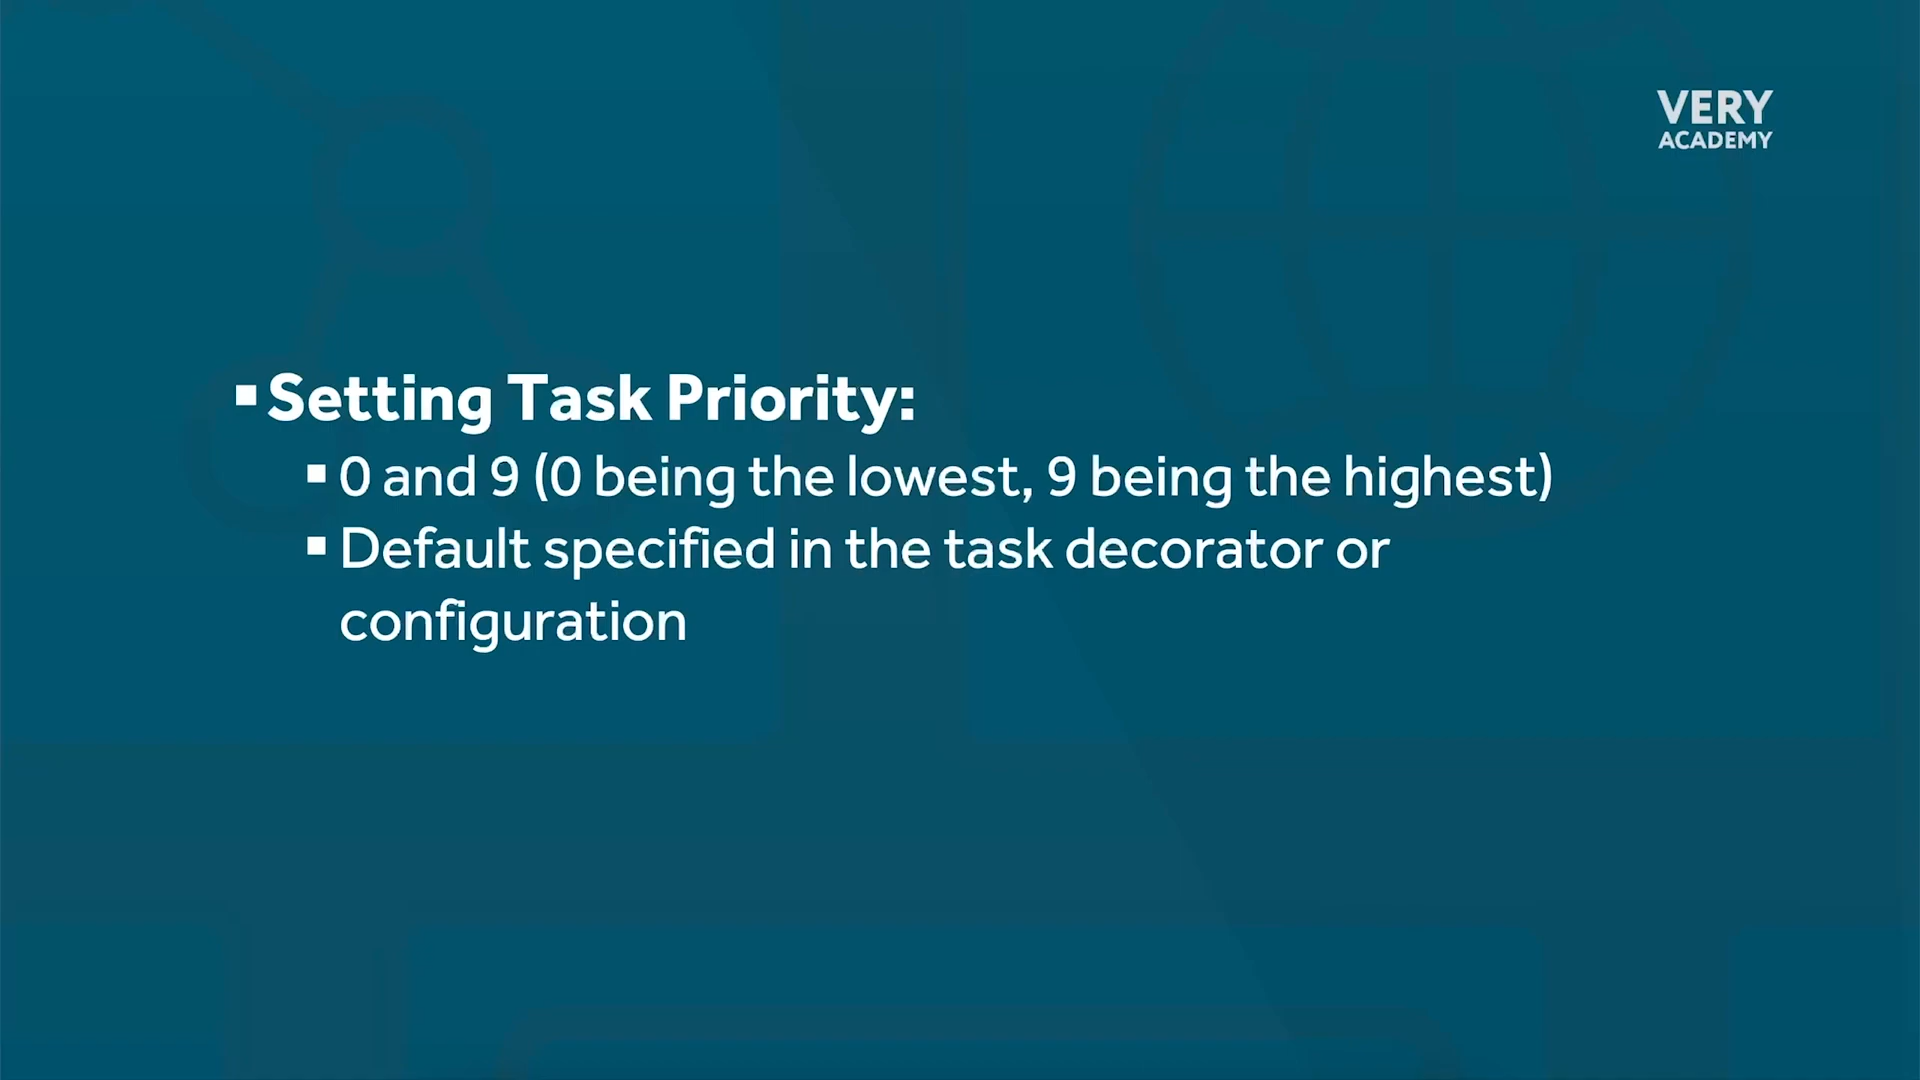 VERY
ACADEMY
▪Setting Task Priority:
▪0 and 9 (0 being the lowest, 9 being the highest)
▪Default specified in the task decorator or
configuration